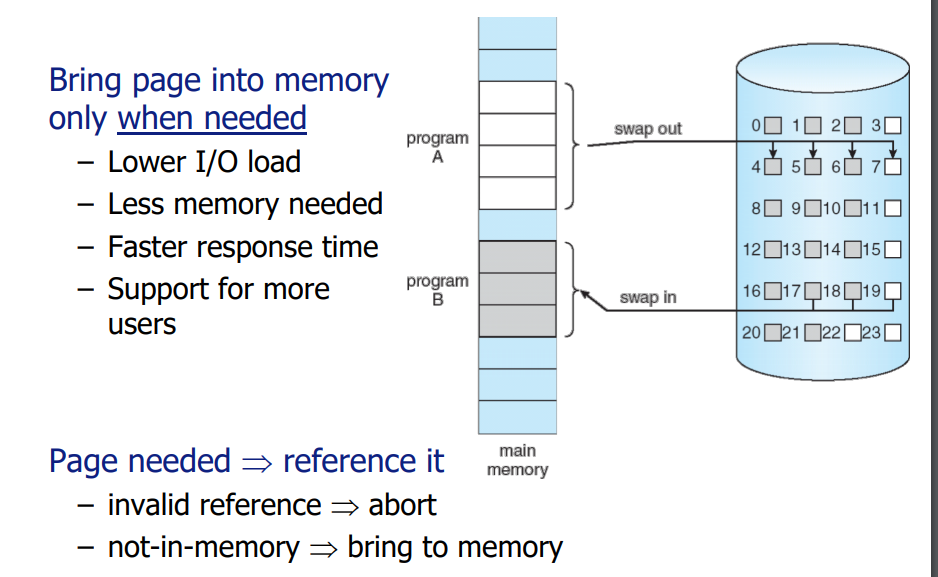 Bring page into memory
only when needed
– Lower I/O load
– Less memory needed
– Faster response time
– Support for more
users
program
A
swap out
program
B
swap in
main
memory
0 1 2 3
4 5 6 7
8 9 10 11
12 13 14 15
16 17 18 19
20 21 22 23
Page needed ⇒ reference it
– invalid reference ⇒ abort
– not-in-memory ⇒ bring to memory